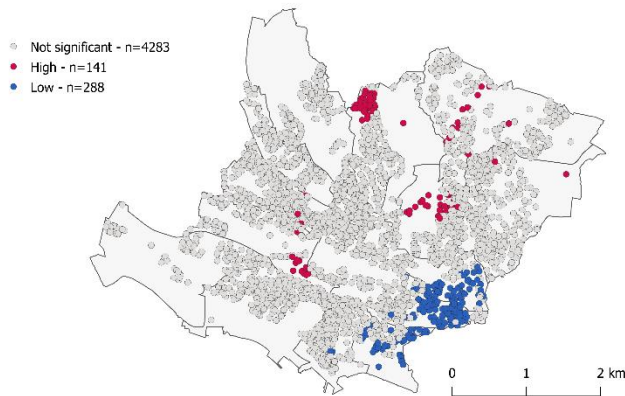 Not significant - n=4283
High - n=141
Low - n=288
0 1 2 km